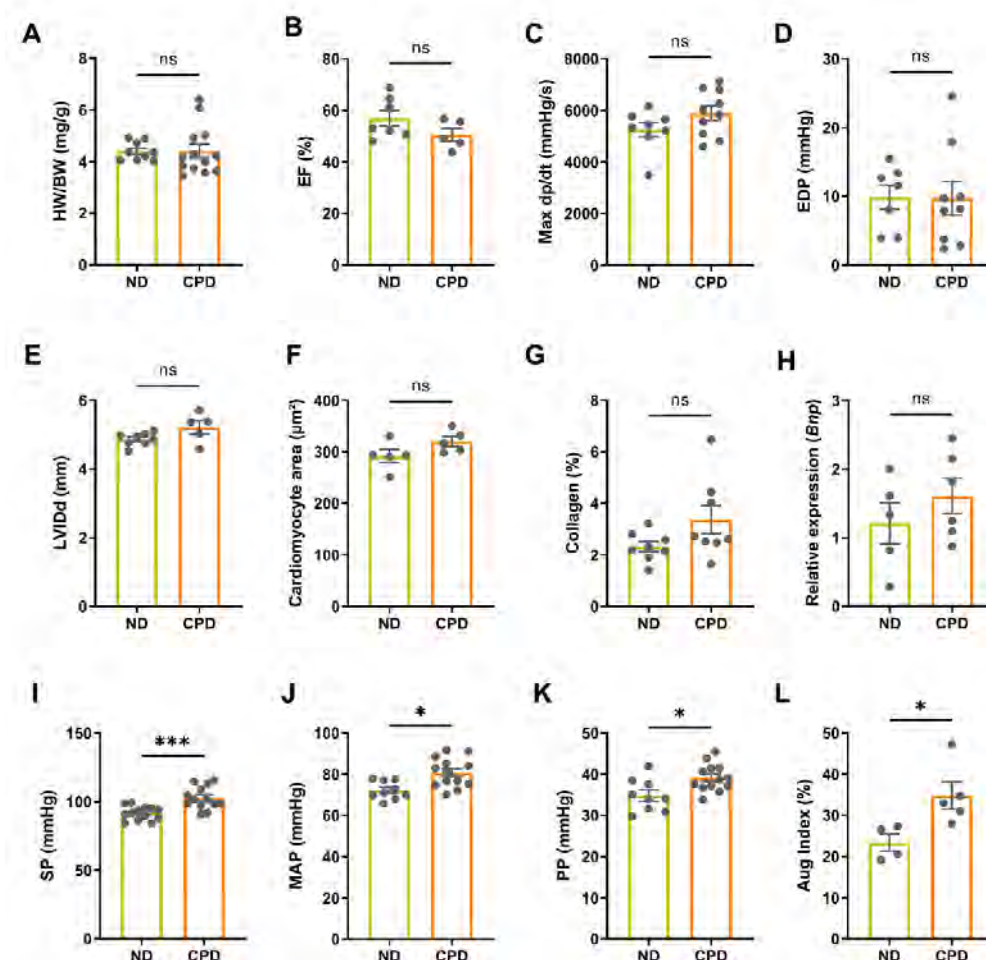 A
HW/BW (mg/g)
8
6
4
2
0
ns
ND CPD
B
EF (%)
80
60
40
20
0
ns
ND CPD
C
Max dp/dt (mmHg/s)
8000
6000
4000
2000
0
ns
ND CPD
D
EDP (mmHg)
30
20
10
0
ns
ND CPD
E
LVIDd (mm)
6
4
2
0
ns
ND CPD
F
Cardiomyocyte area (µm²)
400
300
200
100
0
ns
ND CPD
G
Collagen (%)
8
6
4
2
0
ns
ND CPD
H
Relative expression (Bnp)
3
2
1
0
ns
ND CPD
I
SP (mmHg)
150
100
50
0
***
ND CPD
J
MAP (mmHg)
100
80
60
40
20
0
*
ND CPD
K
PP (mmHg)
50
40
30
20
10
0
*
ND CPD
L
Aug Index (%)
50
40
30
20
10
0
*
ND CPD